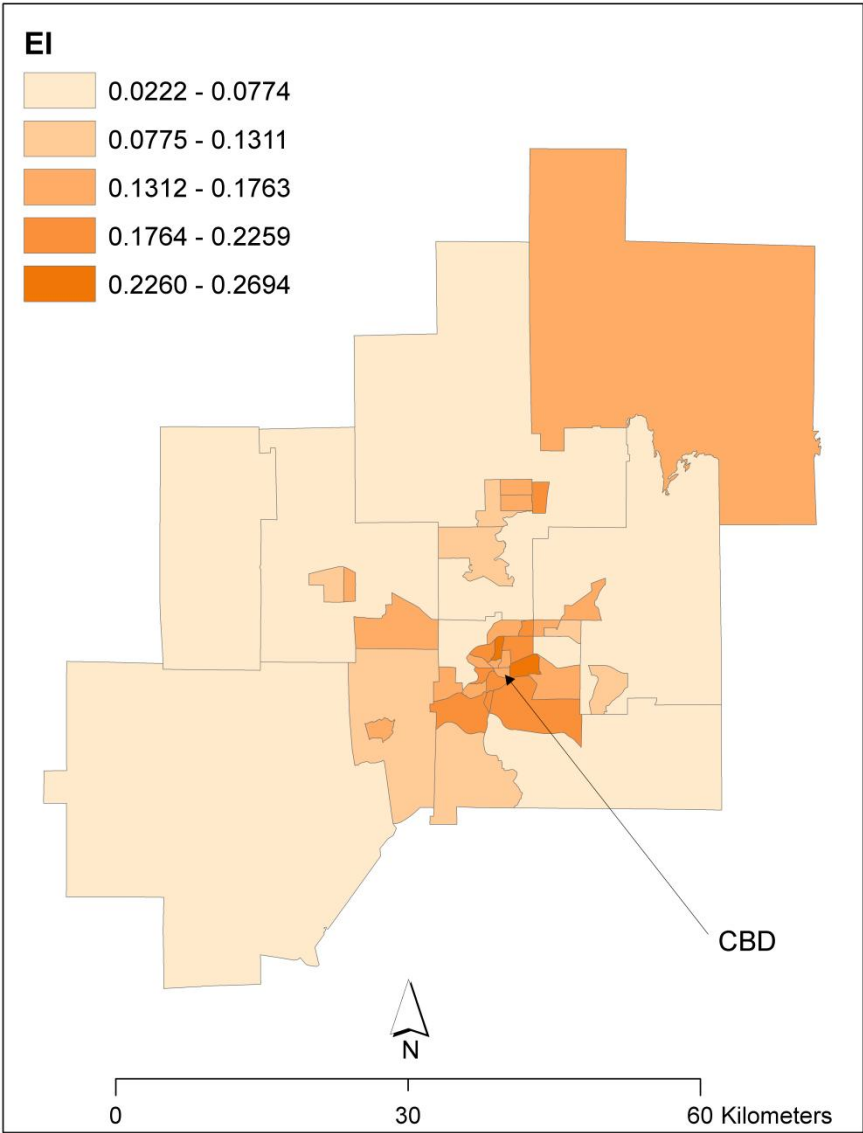 EI
0.0222 - 0.0774
0.0775 - 0.1311
0.1312 - 0.1763
0.1764 - 0.2259
0.2260 - 0.2694
CBD
N
0 30 60 Kilometers